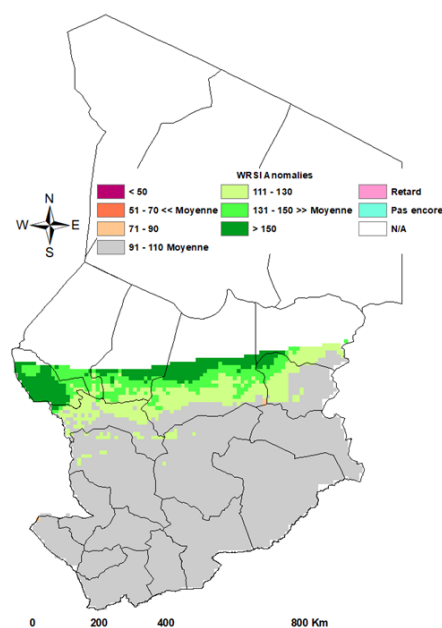 WRSI Anomalies
< 50
51 - 70 << Moyenne
71 - 90
91 - 110 Moyenne
111 - 130
131 - 150 >> Moyenne
> 150
Retard
Pas encore
N/A
N
W E
S
0 200 400 800 Km